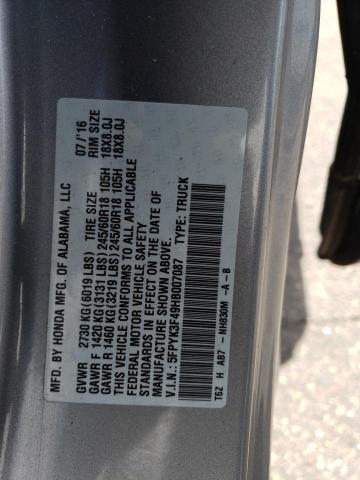 MFD. BY HONDA MFG. OF ALABAMA, LLC 07/'16
GVWR 2730 KG(6019 LBS) TIRE SIZE RIM SIZE
GAWR F 1420 KG(3131 LBS)245/60R18 105H 18X8.0J
GAWR R 1460 KG(3219 LBS)245/60R18 105H 18X8.0J
THIS VEHICLE CONFORMS TO ALL APPLICABLE
FEDERAL MOTOR VEHICLE SAFETY
STANDARDS IN EFFECT ON THE DATE OF
MANUFACTURE SHOWN ABOVE.
V.I.N.: 5FPYK3F49HB007087 TYPE: TRUCK
T6Z H AB7 - NH830M -A - B